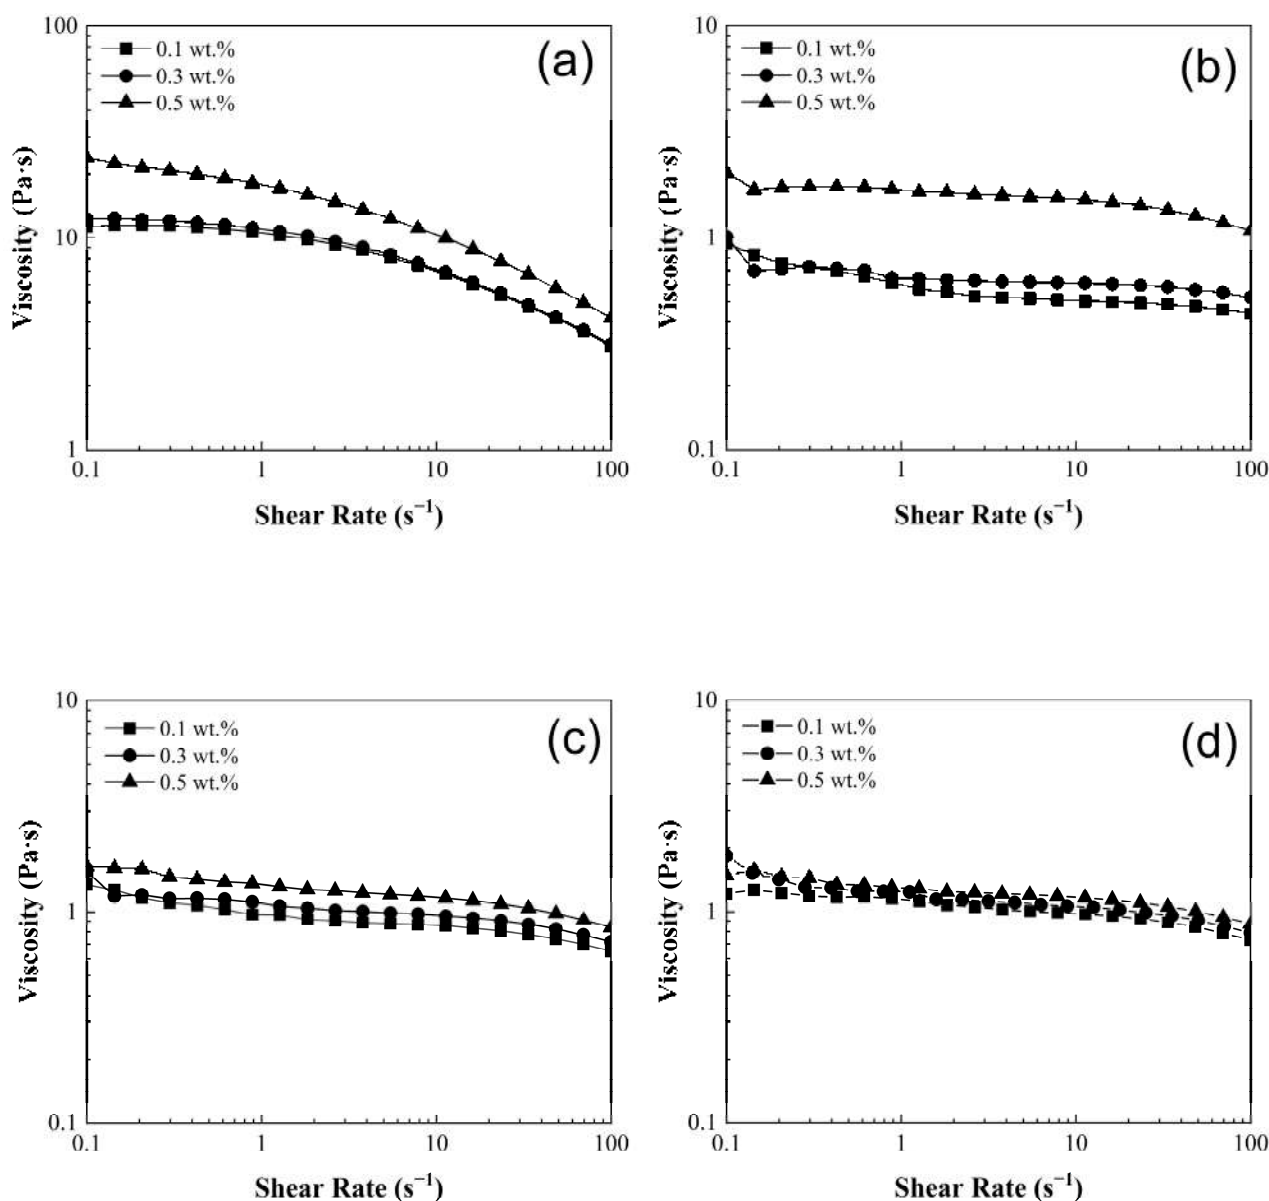 100
10
1
0.1
1
10
100
Viscosity (Pa·s)
Shear Rate (s⁻¹)
0.1 wt.%
0.3 wt.%
0.5 wt.%
(a)
10
1
0.1
0.1
1
10
100
Viscosity (Pa·s)
Shear Rate (s⁻¹)
0.1 wt.%
0.3 wt.%
0.5 wt.%
(b)
10
1
0.1
0.1
1
10
100
Viscosity (Pa·s)
Shear Rate (s⁻¹)
0.1 wt.%
0.3 wt.%
0.5 wt.%
(c)
10
1
0.1
0.1
1
10
100
Viscosity (Pa·s)
Shear Rate (s⁻¹)
0.1 wt.%
0.3 wt.%
0.5 wt.%
(d)